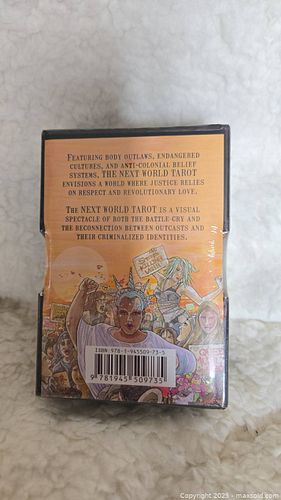 FEATURING BODY OUTLAWS, ENDANGERED
CULTURES, AND ANTI-COLONIAL BELIEF
SYSTEMS, THE NEXT WORLD TAROT
ENVISIONS A WORLD WHERE JUSTICE RELIES
ON RESPECT AND REVOLUTIONARY LOVE.
THE NEXT WORLD TAROT IS A VISUAL
SPECTACLE OF BOTH THE BATTLE CRY AND
THE RECONNECTION BETWEEN OUTCASTS AND
THEIR CRIMINALIZED IDENTITIES.
ISBN 978-1-945509-73-5
9 781945 509735
Copyright © 2023 - maxsold.com